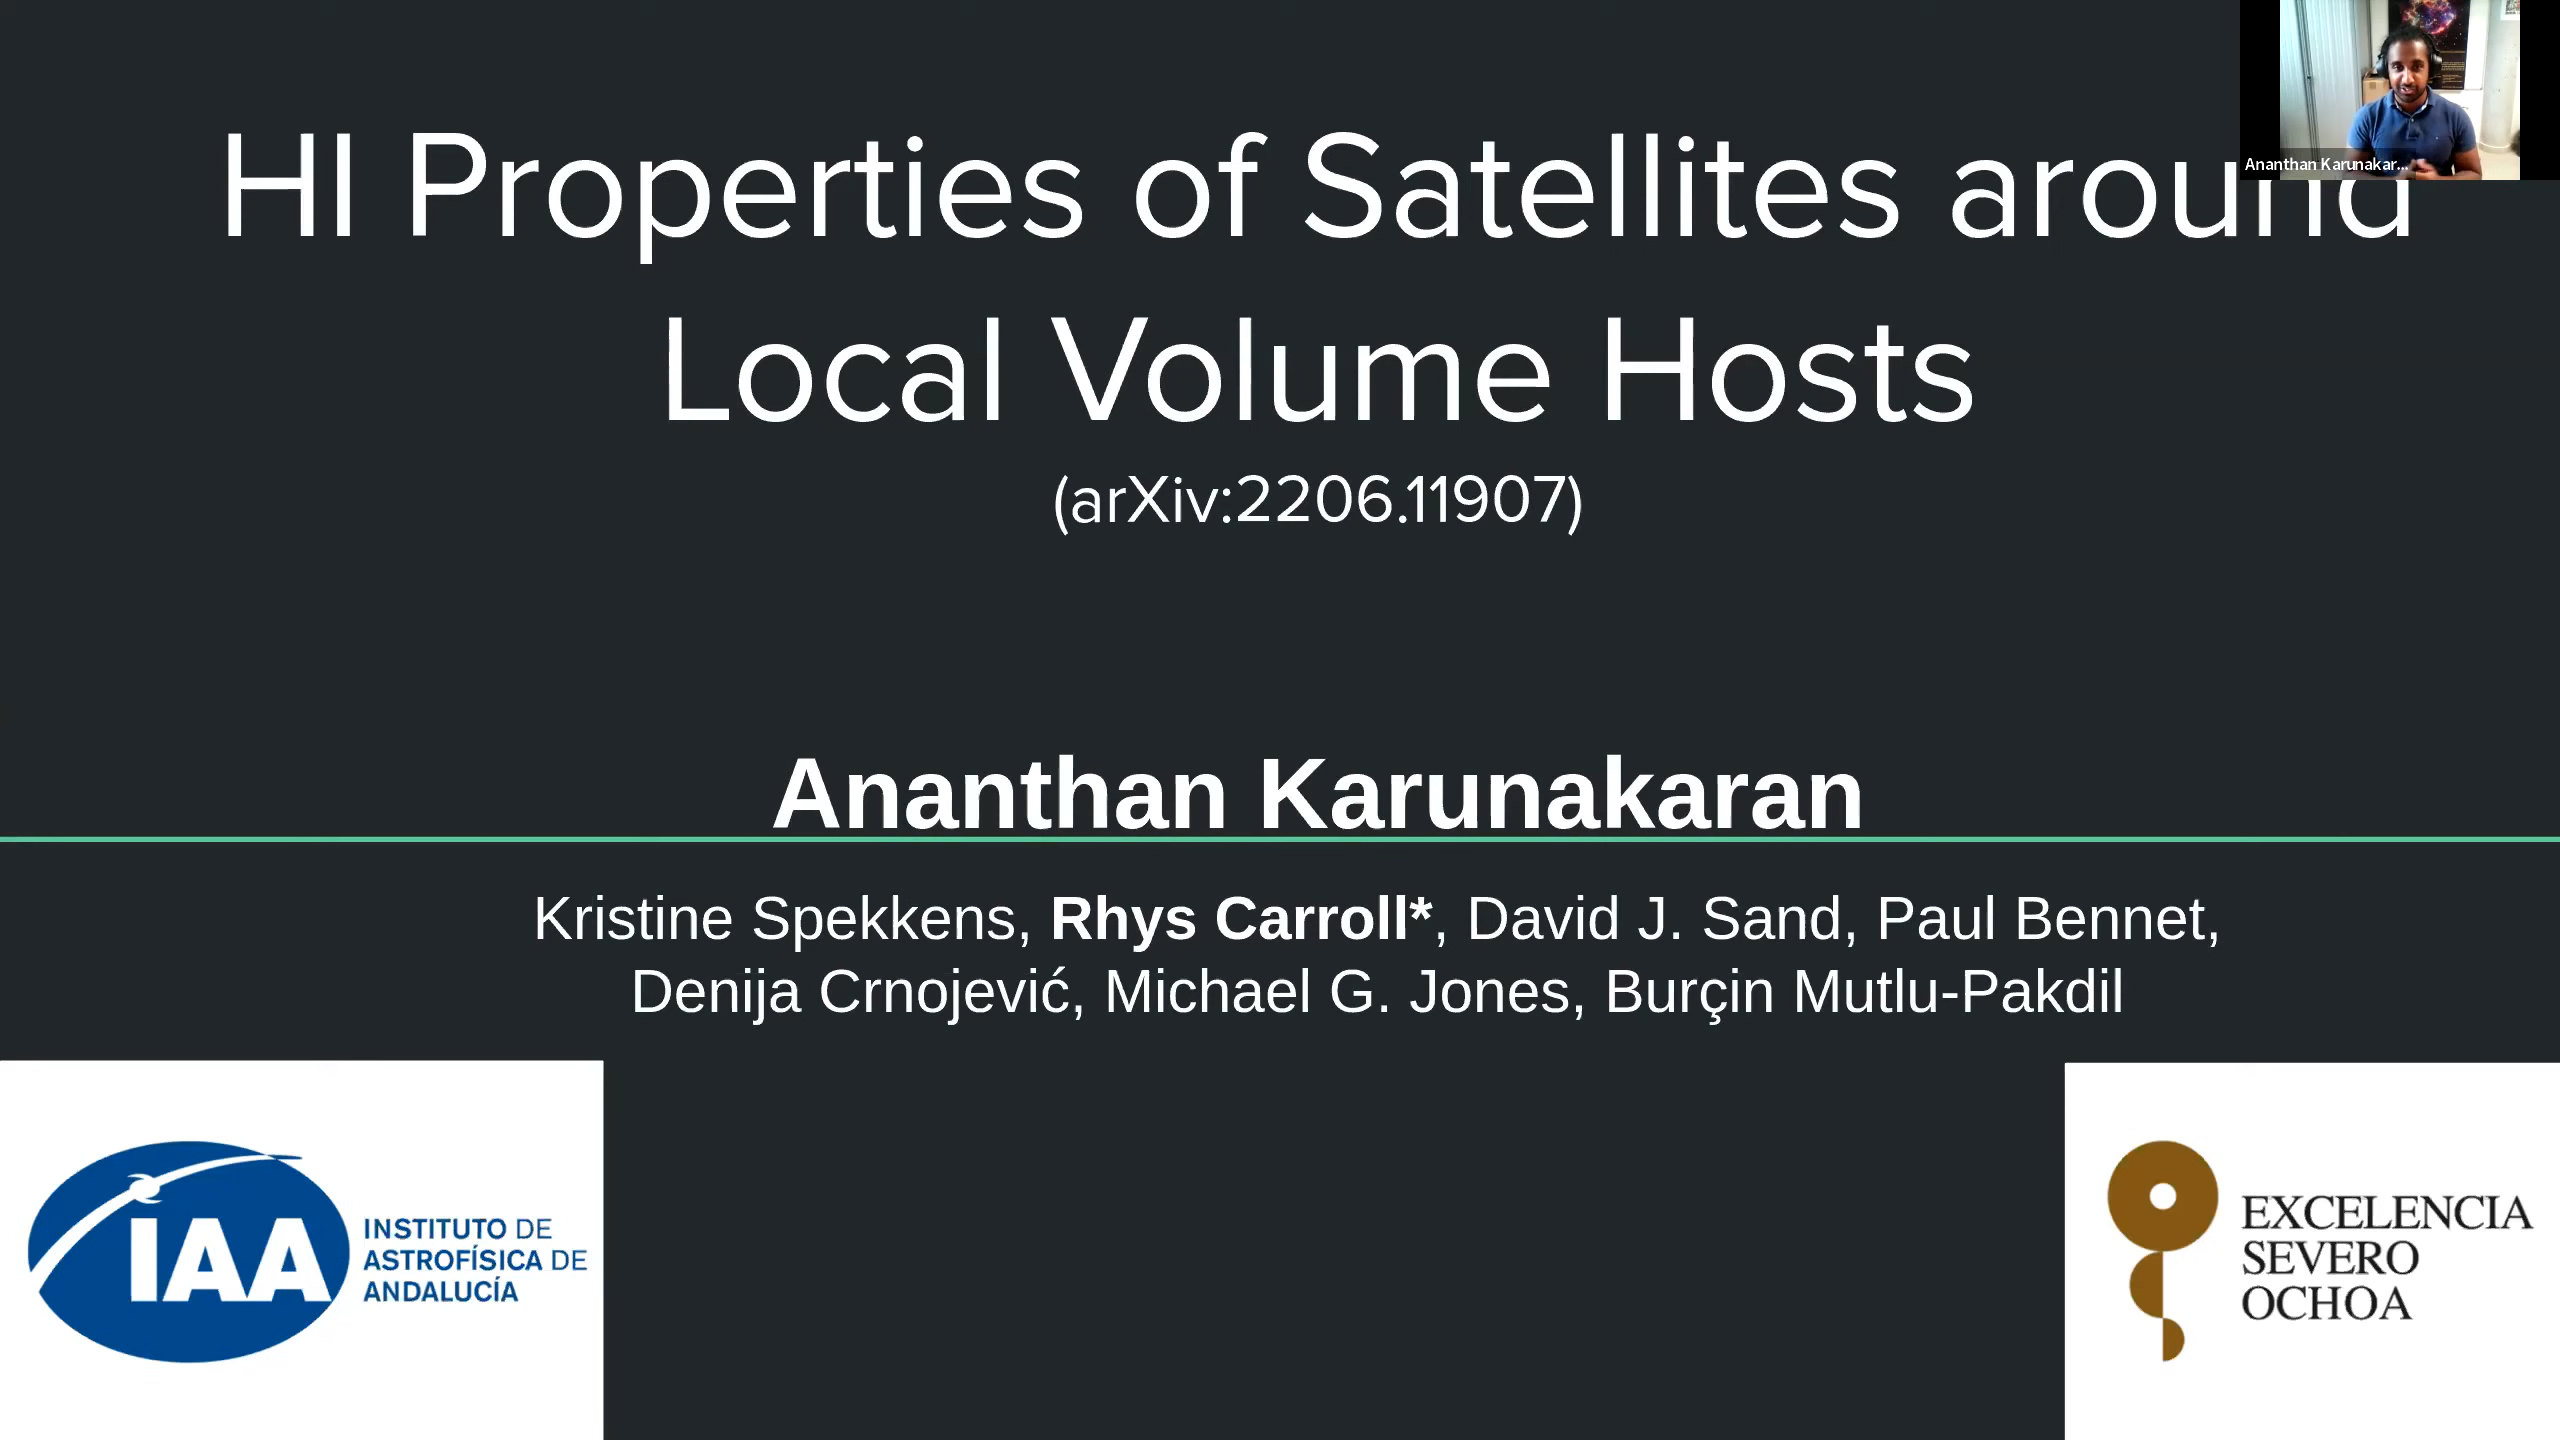 HI Properties of Satellites around
Local Volume Hosts
(arXiv:2206.11907)
Ananthan Karunakar...
Ananthan Karunakaran
Kristine Spekkens, Rhys Carroll*, David J. Sand, Paul Bennet,
Denija Crnojević, Michael G. Jones, Burçin Mutlu-Pakdil
IAA
INSTITUTO DE
ASTROFÍSICA DE
ANDALUCÍA
EXCELENCIA
SEVERO
OCHOA